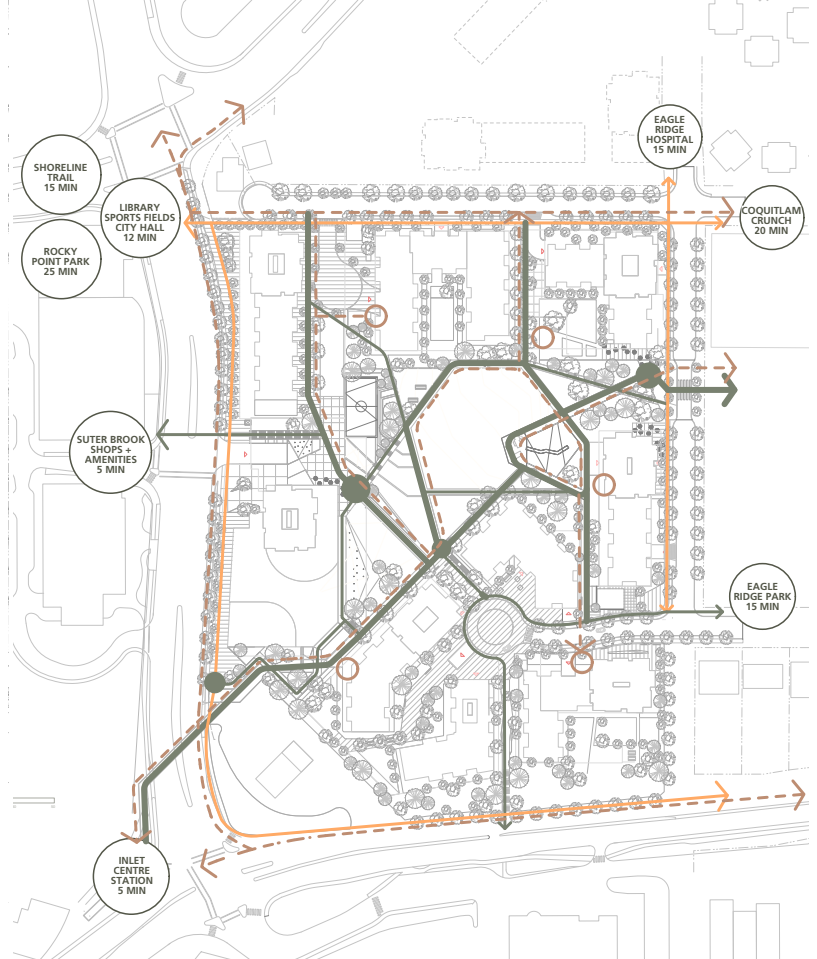 EAGLE
RIDGE
HOSPITAL
15 MIN
SHORELINE
TRAIL
15 MIN
LIBRARY
SPORTS FIELDS
CITY HALL
12 MIN
COQUITLAM
CRUNCH
20 MIN
ROCKY
POINT PARK
25 MIN
SUTER BROOK
SHOPS +
AMENITIES
5 MIN
EAGLE
RIDGE PARK
15 MIN
INLET
CENTRE
STATION
5 MIN